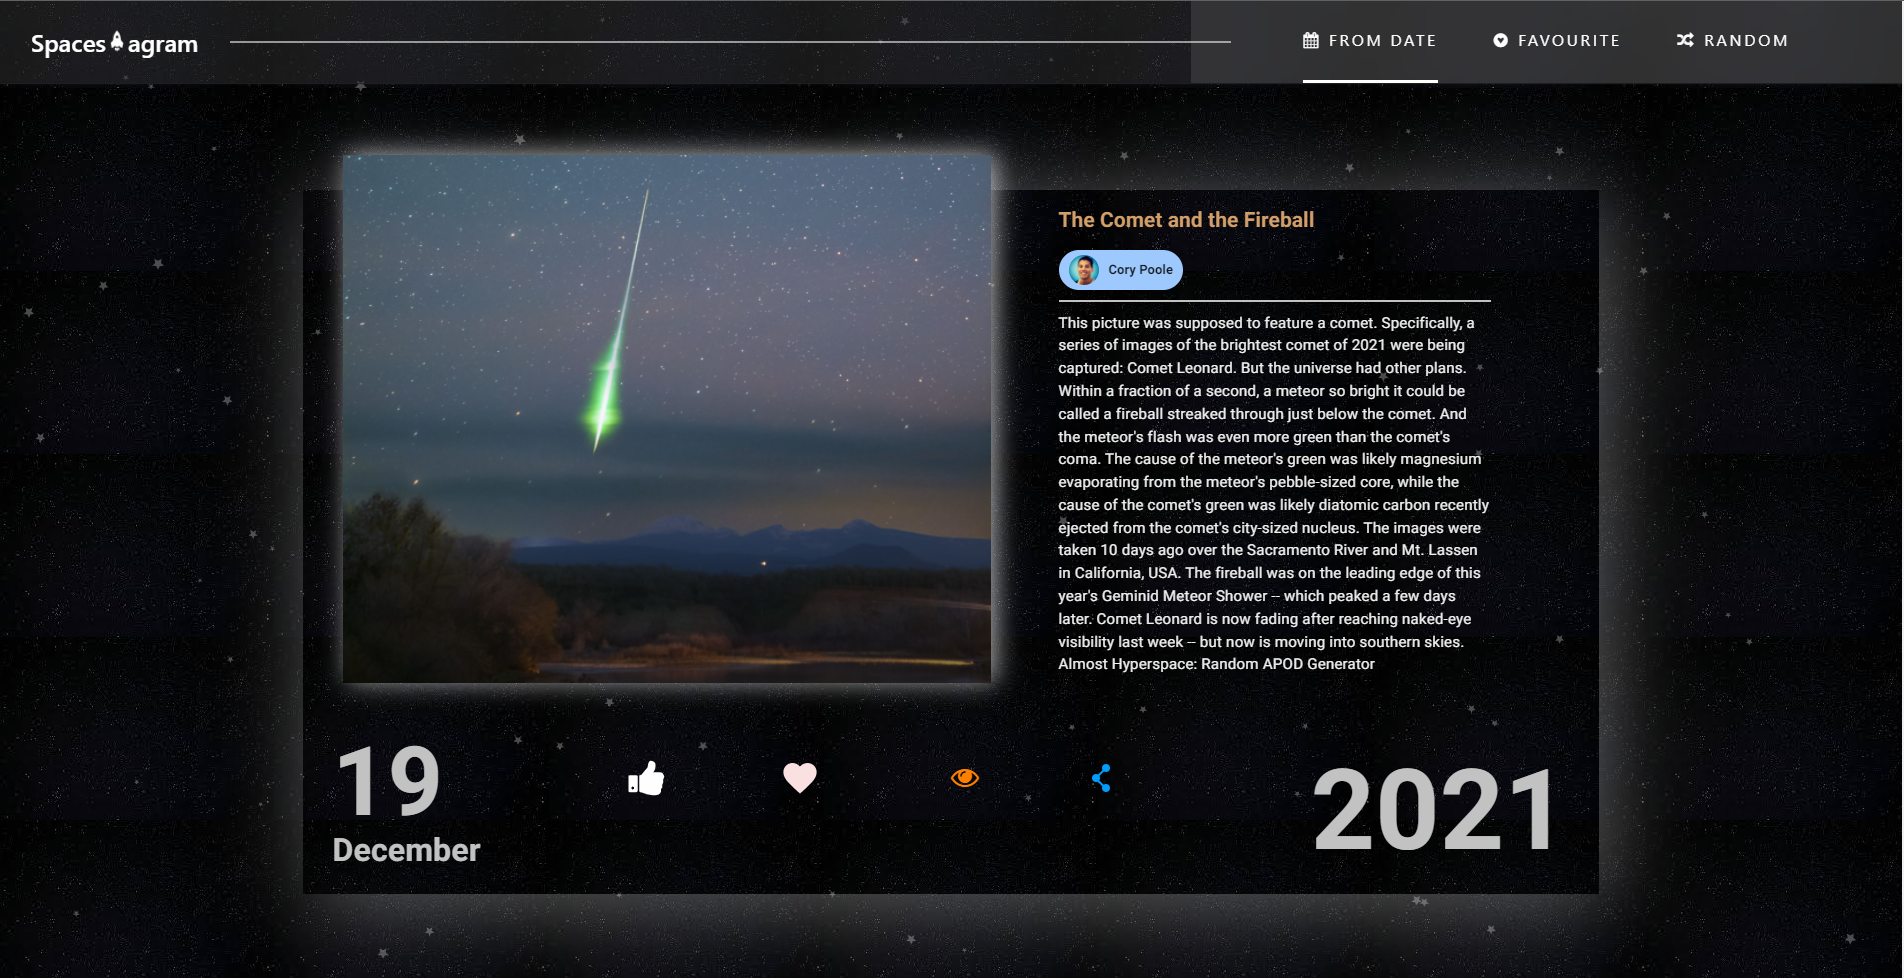 Spaces agram
FROM DATE
FAVOURITE
RANDOM
The Comet and the Fireball
Cory Poole
This picture was supposed to feature a comet. Specifically, a
series of images of the brightest comet of 2021 were being
captured: Comet Leonard. But the universe had other plans.
Within a fraction of a second, a meteor so bright it could be
called a fireball streaked through just below the comet. And
the meteor's flash was even more green than the comet's
coma. The cause of the meteor's green was likely magnesium
evaporating from the meteor's pebble-sized core, while the
cause of the comet's green was likely diatomic carbon recently
ejected from the comet's city-sized nucleus. The images were
taken 10 days ago over the Sacramento River and Mt. Lassen
in California, USA. The fireball was on the leading edge of this
year's Geminid Meteor Shower -- which peaked a few days
later. Comet Leonard is now fading after reaching naked-eye
visibility last week -- but now is moving into southern skies.
Almost Hyperspace: Random APOD Generator
19
December
2021